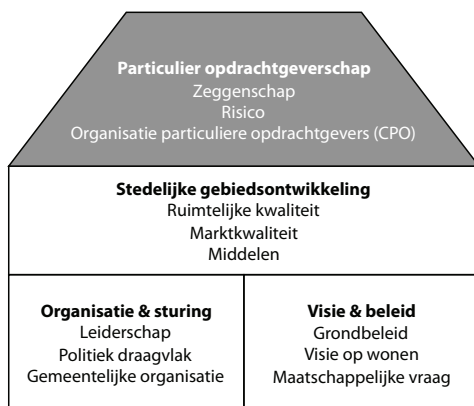 Particulier opdrachtgeverschap
Zeggenschap
Risico
Organisatie particuliere opdrachtgevers (CPO)
Stedelijke gebiedsontwikkeling
Ruimtelijke kwaliteit
Marktkwaliteit
Middelen
Organisatie & sturing
Leiderschap
Politiek draagvlak
Gemeentelijke organisatie
Visie & beleid
Grondbeleid
Visie op wonen
Maatschappelijke vraag